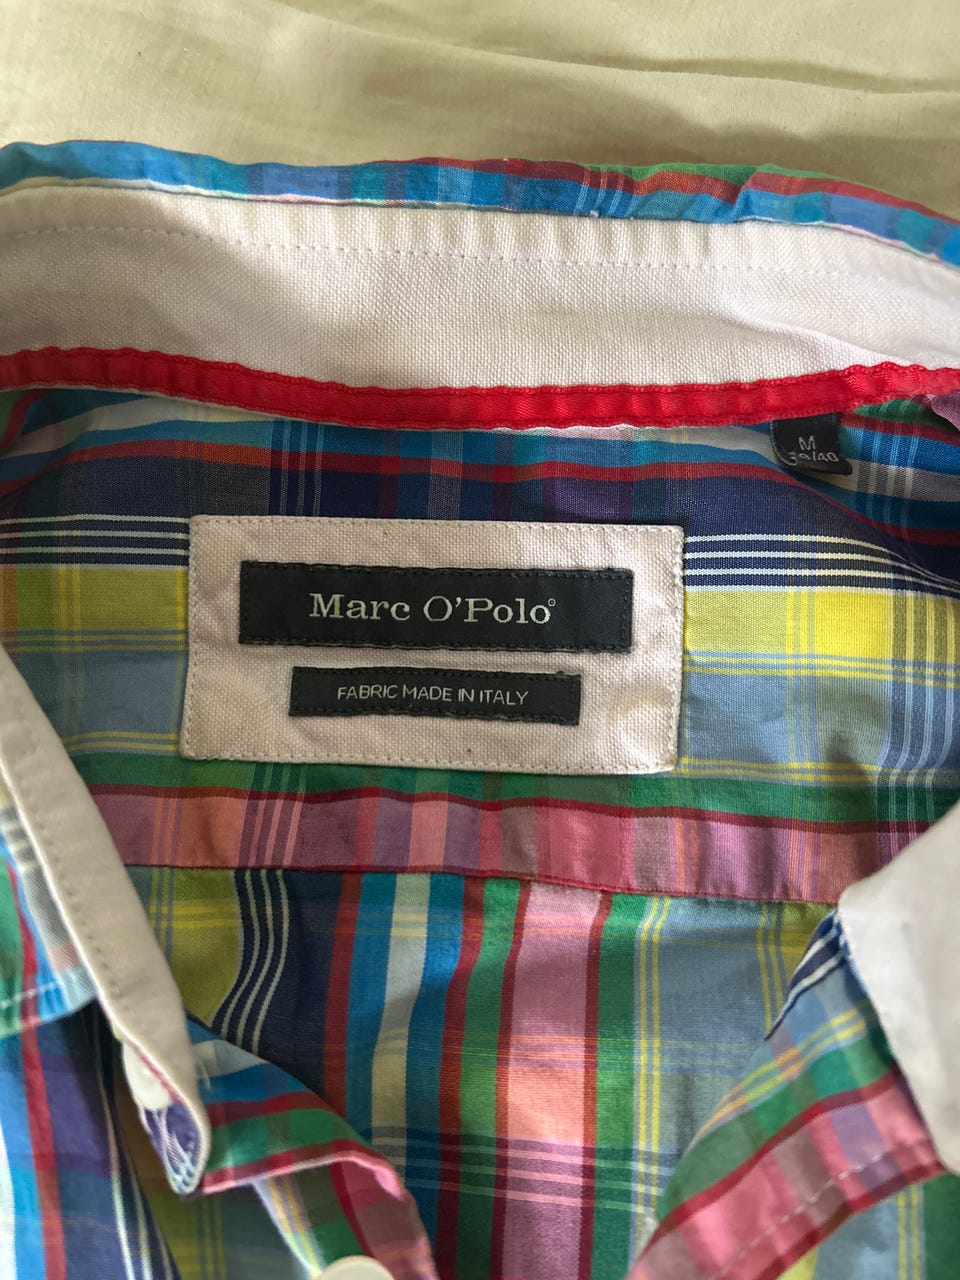 M
39/40
Marc O'Polo®
FABRIC MADE IN ITALY